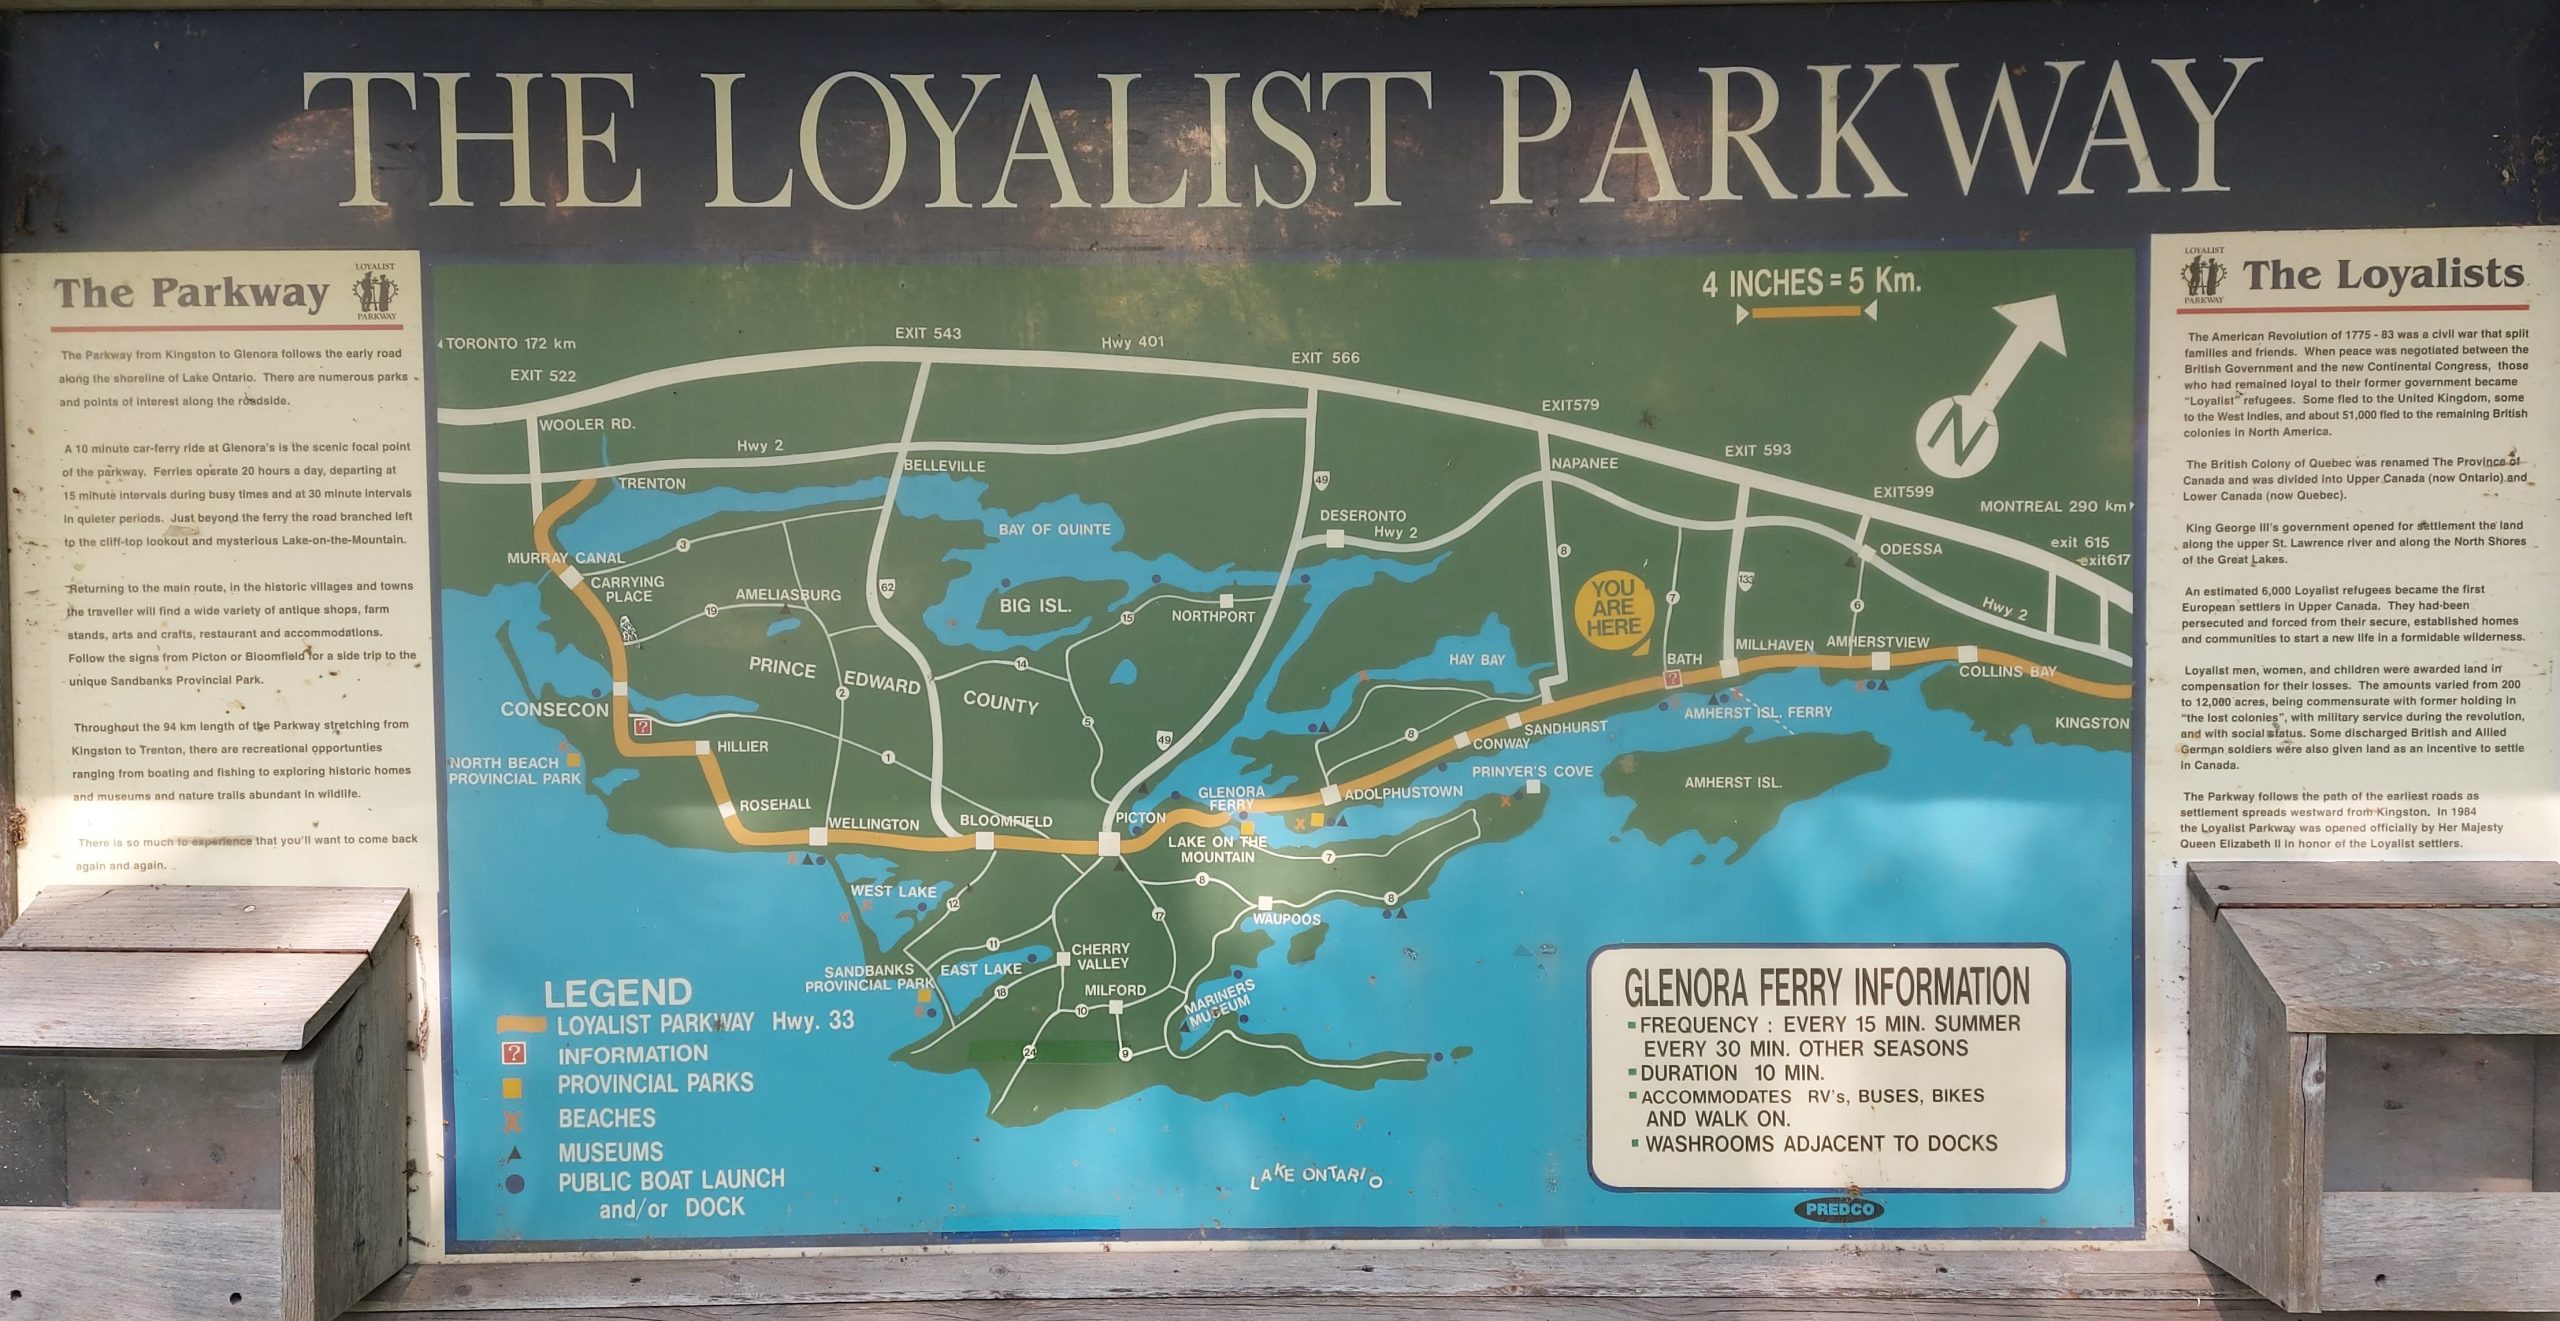 THE LOYALIST PARKWAY
The Parkway
LOYALIST
PARKWAY
The Parkway from Kingston to Glenora follows the early road
along the shoreline of Lake Ontario. There are numerous parks
and points of interest along the roadside.
A 10 minute car-ferry ride at Glenora's is the scenic focal point
of the parkway. Ferries operate 20 hours a day, departing at
15 minute intervals during busy times and at 30 minute intervals
in quieter periods. Just beyond the ferry the road branched left
to the cliff-top lookout and mysterious Lake-on-the-Mountain.
Returning to the main route, in the historic villages and towns
the traveller will find a wide variety of antique shops, farm
stands, arts and crafts, restaurant and accommodations.
Follow the signs from Picton or Bloomfield for a side trip to the
unique Sandbanks Provincial Park.
Throughout the 94 km length of the Parkway stretching from
Kingston to Trenton, there are recreational opportunties
ranging from boating and fishing to exploring historic homes
and museums and nature trails abundant in wildlife.
There is so much to experience that you'll want to come back
again and again.
4 INCHES = 5 Km.
N
TORONTO 172 km
EXIT 522
EXIT 543
Hwy 401
EXIT 566
EXIT579
EXIT 593
EXIT599
MONTREAL 290 km
exit 615
exit617
WOOLER RD.
Hwy 2
BELLEVILLE
TRENTON
49
NAPANEE
DESERONTO
Hwy 2
ODESSA
Hwy 2
BAY OF QUINTE
MURRAY CANAL
CARRYING
PLACE
3
62
AMELIASBURG
19
BIG ISL.
15
NORTHPORT
8
YOU
ARE
HERE
7
133
6
PRINCE EDWARD COUNTY
14
2
5
49
HAY BAY
BATH
?
MILLHAVEN
AMHERSTVIEW
COLLINS BAY
KINGSTON
CONSECON
?
HILLIER
1
NORTH BEACH
PROVINCIAL PARK
8
SANDHURST
CONWAY
AMHERST ISL. FERRY
AMHERST ISL.
PRINYER'S COVE
ADOLPHUSTOWN
GLENORA
FERRY
ROSEHALL
WELLINGTON
BLOOMFIELD
PICTON
LAKE ON THE
MOUNTAIN
7
WEST LAKE
12
8
17
8
WAUPOOS
11
CHERRY
VALLEY
SANDBANKS
PROVINCIAL PARK
EAST LAKE
18
MILFORD
10
MARINERS
MUSEUM
24
9
LAKE ONTARIO
LEGEND
LOYALIST PARKWAY Hwy. 33
? INFORMATION
PROVINCIAL PARKS
BEACHES
MUSEUMS
PUBLIC BOAT LAUNCH
and/or DOCK
GLENORA FERRY INFORMATION
FREQUENCY : EVERY 15 MIN. SUMMER
EVERY 30 MIN. OTHER SEASONS
DURATION 10 MIN.
ACCOMMODATES RV's, BUSES, BIKES
AND WALK ON.
WASHROOMS ADJACENT TO DOCKS
PREDCO
LOYALIST
PARKWAY
The Loyalists
The American Revolution of 1775 - 83 was a civil war that split
families and friends. When peace was negotiated between the
British Government and the new Continental Congress, those
who had remained loyal to their former government became
"Loyalist" refugees. Some fled to the United Kingdom, some
to the West Indies, and about 51,000 fled to the remaining British
colonies in North America.
The British Colony of Quebec was renamed The Province of
Canada and was divided into Upper Canada (now Ontario) and
Lower Canada (now Quebec).
King George III's government opened for settlement the land
along the upper St. Lawrence river and along the North Shores
of the Great Lakes.
An estimated 6,000 Loyalist refugees became the first
European settlers in Upper Canada. They had been
persecuted and forced from their secure, established homes
and communities to start a new life in a formidable wilderness.
Loyalist men, women, and children were awarded land in
compensation for their losses. The amounts varied from 200
to 12,000 acres, being commensurate with former holding in
"the lost colonies", with military service during the revolution,
and with social status. Some discharged British and Allied
German soldiers were also given land as an incentive to settle
in Canada.
The Parkway follows the path of the earliest roads as
settlement spreads westward from Kingston. In 1984
the Loyalist Parkway was opened officially by Her Majesty
Queen Elizabeth II in honor of the Loyalist settlers.